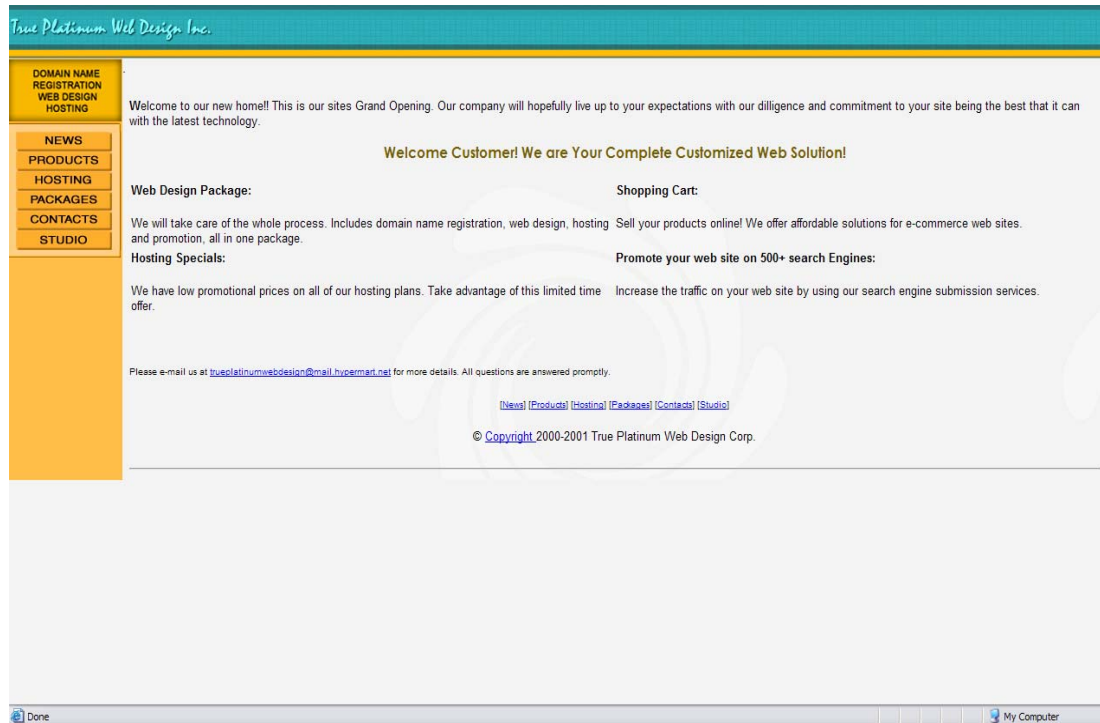 True Platinum Web Design Inc.
DOMAIN NAME
REGISTRATION
WEB DESIGN
HOSTING
NEWS
PRODUCTS
HOSTING
PACKAGES
CONTACTS
STUDIO
Welcome to our new home!! This is our sites Grand Opening. Our company will hopefully live up to your expectations with our dilligence and commitment to your site being the best that it can
with the latest technology.
Welcome Customer! We are Your Complete Customized Web Solution!
Web Design Package:
We will take care of the whole process. Includes domain name registration, web design, hosting
and promotion, all in one package.
Shopping Cart:
Sell your products online! We offer affordable solutions for e-commerce web sites.
Hosting Specials:
We have low promotional prices on all of our hosting plans. Take advantage of this limited time
offer.
Promote your web site on 500+ search Engines:
Increase the traffic on your web site by using our search engine submission services.
Please e-mail us at trueplatinumwebdesign@mail.hypermart.net for more details. All questions are answered promptly.
[News] [Products] [Hosting] [Packages] [Contacts] [Studio]
© Copyright 2000-2001 True Platinum Web Design Corp.
Done
My Computer